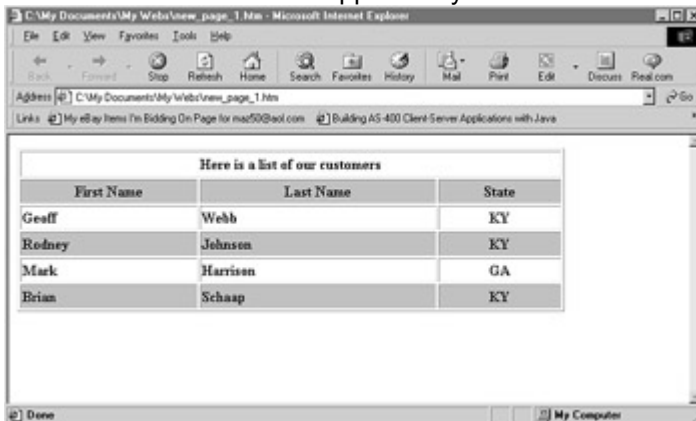 C:\My Documents\My Webs\new_page_1.htm - Microsoft Internet Explorer
File Edit View Favorites Tools Help
Back Forward Stop Refresh Home Search Favorites History Mail Print Edit Discuss Real.com
Address C:\My Documents\My Webs\new_page_1.htm Go
Links My eBay Items I'm Bidding On Page for Building AS-400 Client-Server Applications with Java
Here is a list of our customers
First Name Last Name State
Geoff Webb KY
Rodney Johnson KY
Mark Harrison GA
Brian Schaap KY
Done My Computer